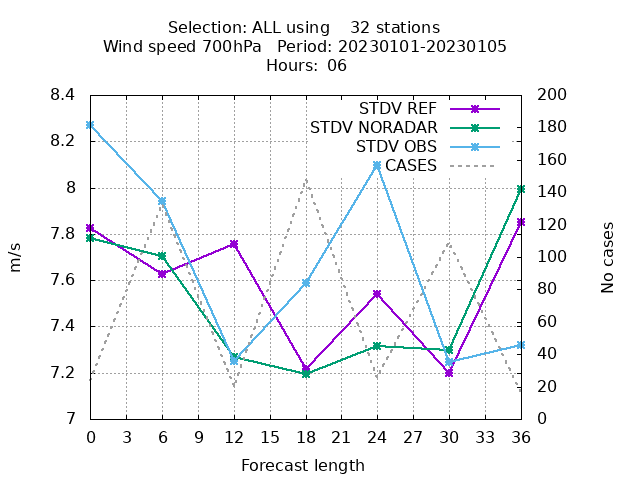 Selection: ALL using    32 stations
Wind speed 700hPa   Period: 20230101-20230105
Hours: 06
8.4
8.2
8
7.8
7.6
7.4
7.2
7
200
180
160
140
120
100
80
60
40
20
0
STDV REF
STDV NORADAR
STDV OBS
CASES
m/s
No cases
0 3 6 9 12 15 18 21 24 27 30 33 36
Forecast length